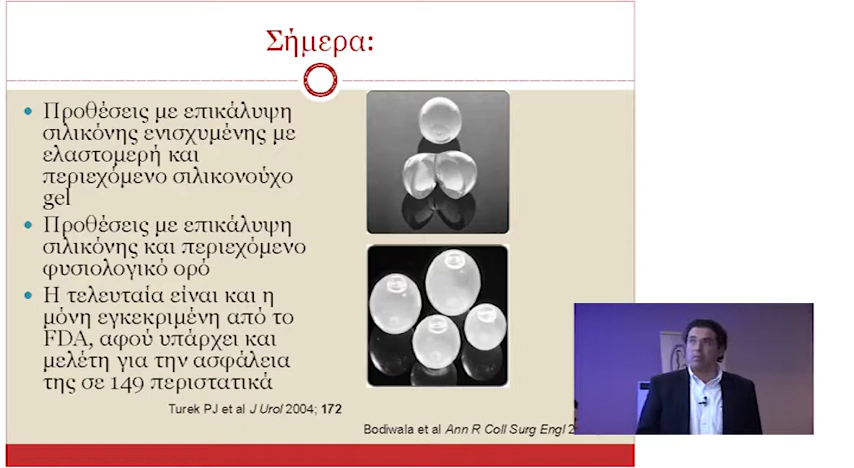 Σήμερα:
Προθέσεις με επικάλυψη
σιλικόνης ενισχυμένης με
ελαστομερή και
περιεχόμενο σιλικονούχο
gel
Προθέσεις με επικάλυψη
σιλικόνης και περιεχόμενο
φυσιολογικό ορό
Η τελευταία είναι και η
μόνη εγκεκριμένη από το
FDA, αφού υπάρχει και
μελέτη για την ασφάλεια
της σε 149 περιστατικά
Turek PJ et al J Urol 2004; 172
Bodiwala et al Ann R Coll Surg Engl